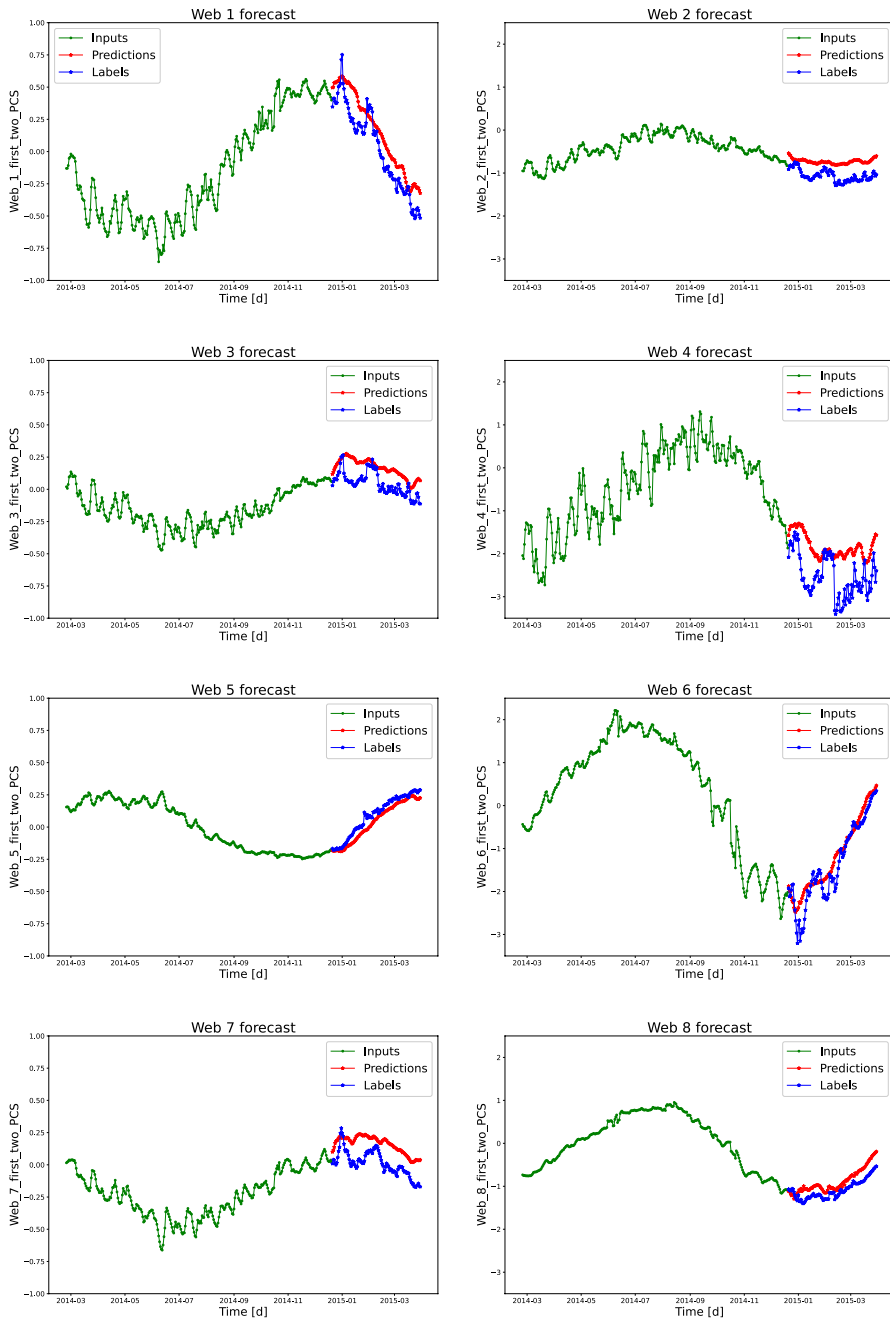 Web 1 forecast
Web_1_first_two_PCS
1.00
0.75
0.50
0.25
0.00
−0.25
−0.50
−0.75
−1.00
Inputs
Predictions
Labels
2014-03 2014-05 2014-07 2014-09 2014-11 2015-01 2015-03
Time [d]
Web 2 forecast
Web_2_first_two_PCS
2
1
0
−1
−2
−3
Inputs
Predictions
Labels
2014-03 2014-05 2014-07 2014-09 2014-11 2015-01 2015-03
Time [d]
Web 3 forecast
Web_3_first_two_PCS
1.00
0.75
0.50
0.25
0.00
−0.25
−0.50
−0.75
−1.00
Inputs
Predictions
Labels
2014-03 2014-05 2014-07 2014-09 2014-11 2015-01 2015-03
Time [d]
Web 4 forecast
Web_4_first_two_PCS
2
1
0
−1
−2
−3
Inputs
Predictions
Labels
2014-03 2014-05 2014-07 2014-09 2014-11 2015-01 2015-03
Time [d]
Web 5 forecast
Web_5_first_two_PCS
1.00
0.75
0.50
0.25
0.00
−0.25
−0.50
−0.75
−1.00
Inputs
Predictions
Labels
2014-03 2014-05 2014-07 2014-09 2014-11 2015-01 2015-03
Time [d]
Web 6 forecast
Web_6_first_two_PCS
2
1
0
−1
−2
−3
Inputs
Predictions
Labels
2014-03 2014-05 2014-07 2014-09 2014-11 2015-01 2015-03
Time [d]
Web 7 forecast
Web_7_first_two_PCS
1.00
0.75
0.50
0.25
0.00
−0.25
−0.50
−0.75
−1.00
Inputs
Predictions
Labels
2014-03 2014-05 2014-07 2014-09 2014-11 2015-01 2015-03
Time [d]
Web 8 forecast
Web_8_first_two_PCS
2
1
0
−1
−2
−3
Inputs
Predictions
Labels
2014-03 2014-05 2014-07 2014-09 2014-11 2015-01 2015-03
Time [d]